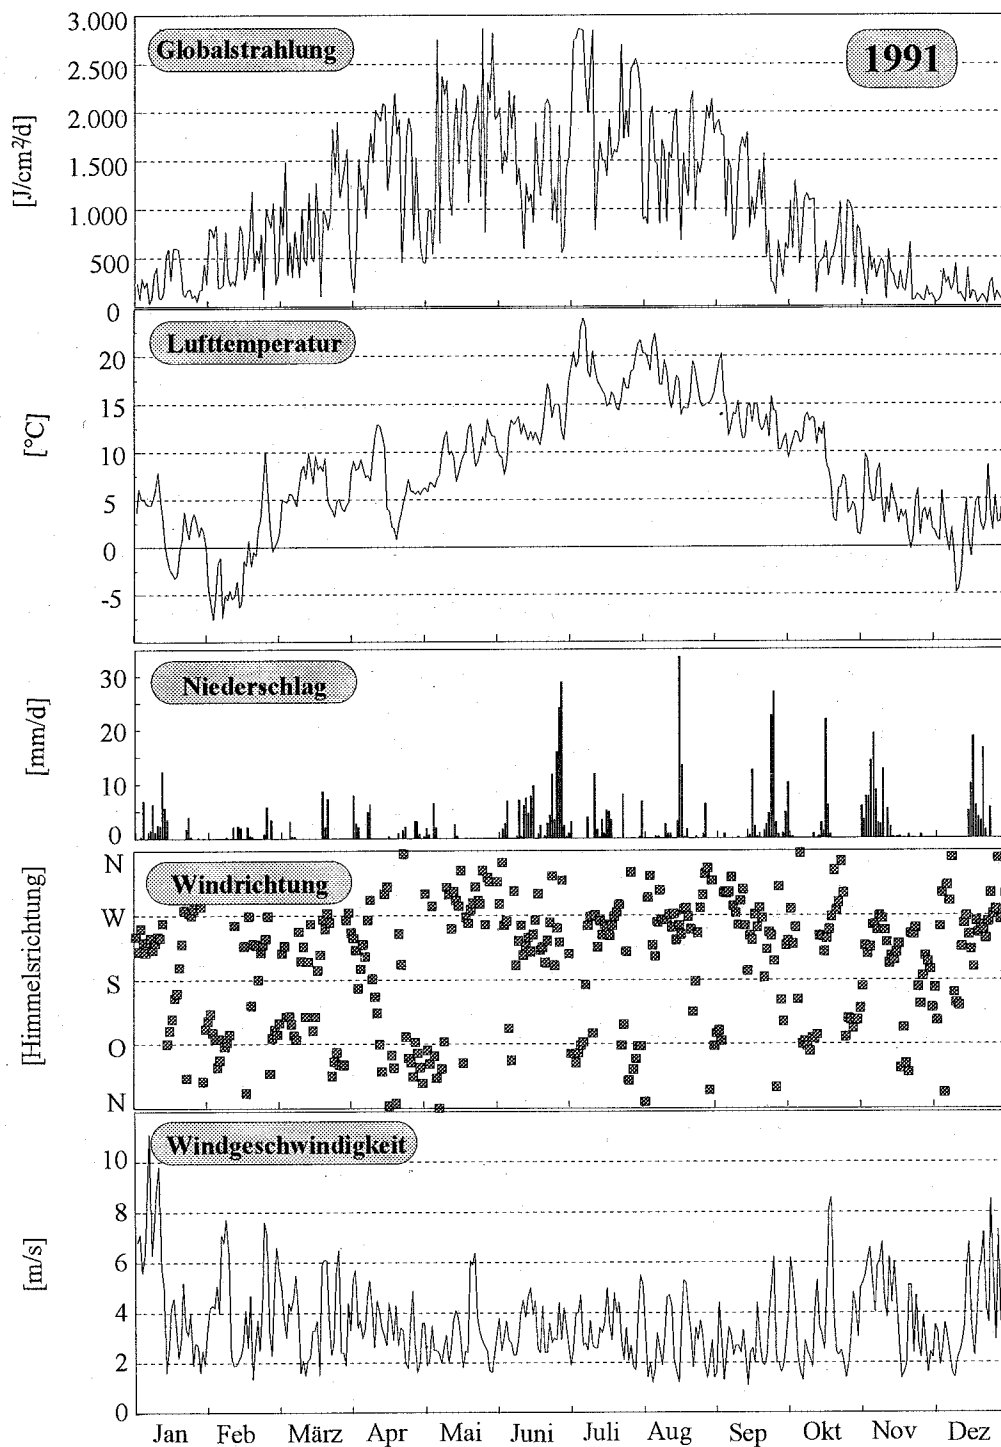 3.000
Globalstrahlung
1991
2.500
2.000
[J/cm²/d]
1.500
1.000
500
0
Lufttemperatur
20
15
[°C]
10
5
0
-5
30
Niederschlag
20
[mm/d]
10
0
N
Windrichtung
W
[Himmelsrichtung]
S
O
N
Windgeschwindigkeit
10
8
[m/s]
6
4
2
0
Jan Feb März Apr Mai Juni Juli Aug Sep Okt Nov Dez